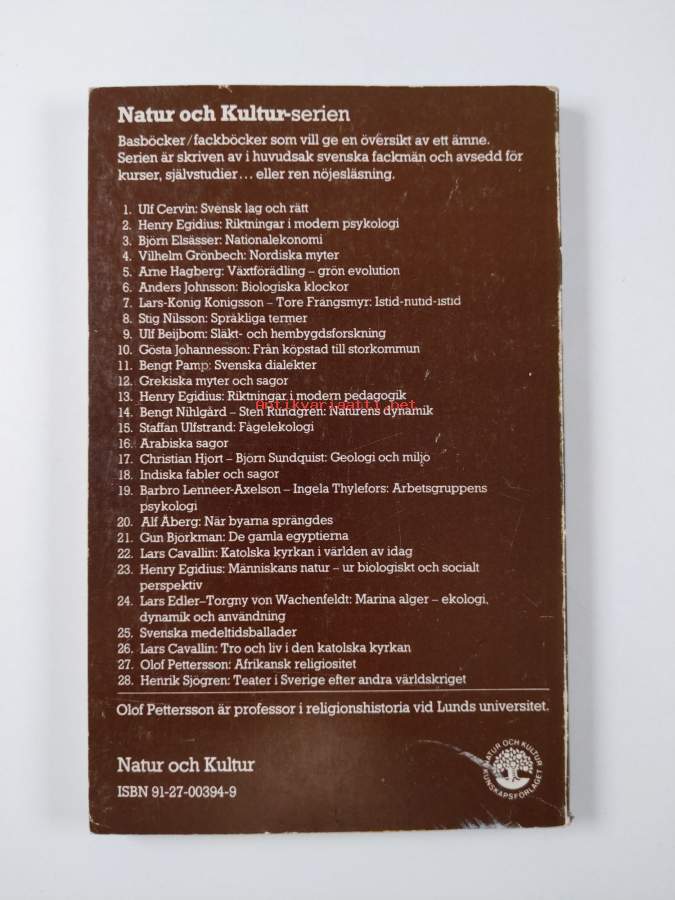 Natur och Kultur-serien
Basböcker/fackböcker som vill ge en översikt av ett ämne.
Serien är skriven av i huvudsak svenska fackmän och avsedd för
kurser, självstudier... eller ren nöjesläsning.
1. Ulf Cervin: Svensk lag och rätt
2. Henry Egidius: Riktningar i modern psykologi
3. Björn Elsässer: Nationalekonomi
4. Vilhelm Grönbech: Nordiska myter
5. Arne Hagberg: Växtförädling – grön evolution
6. Anders Johnsson: Biologiska klockor
7. Lars-König Königsson – Tore Frängsmyr: Istid-nutid-istid
8. Stig Nilsson: Språkliga termer
9. Ulf Beijbom: Släkt- och hembygdsforskning
10. Gösta Johannesson: Från köpstad till storkommun
11. Bengt Pamp: Svenska dialekter
12. Grekiska myter och sagor
13. Henry Egidius: Riktningar i modern pedagogik
Antikvariaatti.net
14. Bengt Nihlgård – Sten Rundgren: Naturens dynamik
15. Staffan Ulfstrand: Fågelekologi
16. Arabiska sagor
17. Christian Hjort – Björn Sundquist: Geologi och miljö
18. Indiska fabler och sagor
19. Barbro Lennéer-Axelson – Ingela Thylefors: Arbetsgruppens
psykologi
20. Alf Åberg: När byarna sprängdes
21. Gun Björkman: De gamla egyptierna
22. Lars Cavallin: Katolska kyrkan i världen av idag
23. Henry Egidius: Människans natur – ur biologiskt och socialt
perspektiv
24. Lars Edler–Torgny von Wachenfeldt: Marina alger – ekologi,
dynamik och användning
25. Svenska medeltidsballader
26. Lars Cavallin: Tro och liv i den katolska kyrkan
27. Olof Pettersson: Afrikansk religiositet
28. Henrik Sjögren: Teater i Sverige efter andra världskriget
Olof Pettersson är professor i religionshistoria vid Lunds universitet.
Natur och Kultur
ISBN 91-27-00394-9
NATUR OCH KULTUR
KUNSKAPSFÖRLAGET